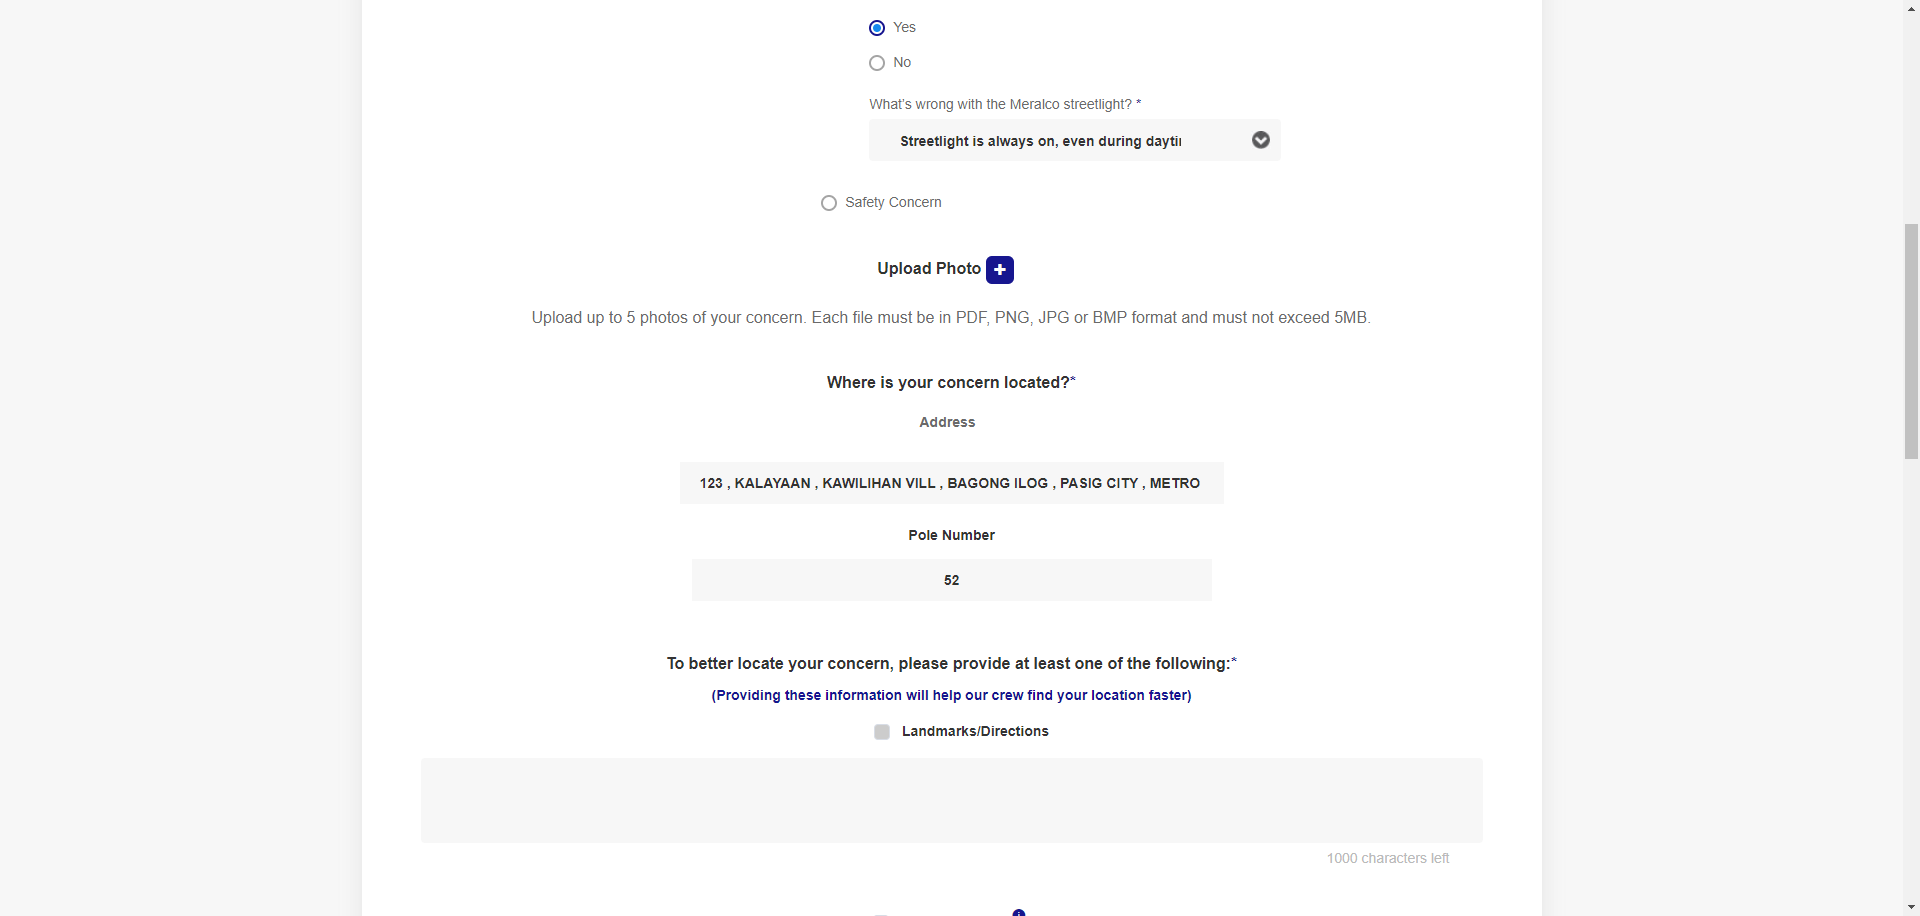 Yes
No
What's wrong with the Meralco streetlight? *
Streetlight is always on, even during dayti
Safety Concern
Upload Photo
Upload up to 5 photos of your concern. Each file must be in PDF, PNG, JPG or BMP format and must not exceed 5MB.
Where is your concern located?*
Address
123 , KALAYAAN , KAWILIHAN VILL , BAGONG ILOG , PASIG CITY , METRO
Pole Number
52
To better locate your concern, please provide at least one of the following:*
(Providing these information will help our crew find your location faster)
Landmarks/Directions
1000 characters left